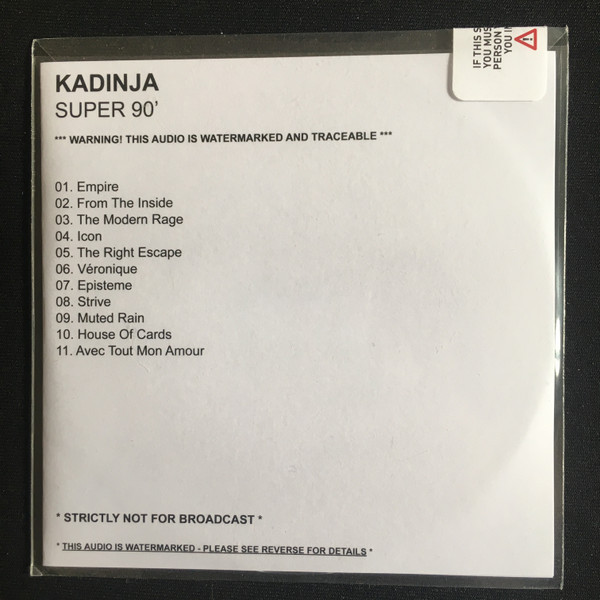 IF THIS S
YOU MUS
PERSON
YOU I
KADINJA
SUPER 90'
*** WARNING! THIS AUDIO IS WATERMARKED AND TRACEABLE ***
01. Empire
02. From The Inside
03. The Modern Rage
04. Icon
05. The Right Escape
06. Véronique
07. Episteme
08. Strive
09. Muted Rain
10. House Of Cards
11. Avec Tout Mon Amour
* STRICTLY NOT FOR BROADCAST *
* THIS AUDIO IS WATERMARKED - PLEASE SEE REVERSE FOR DETAILS *